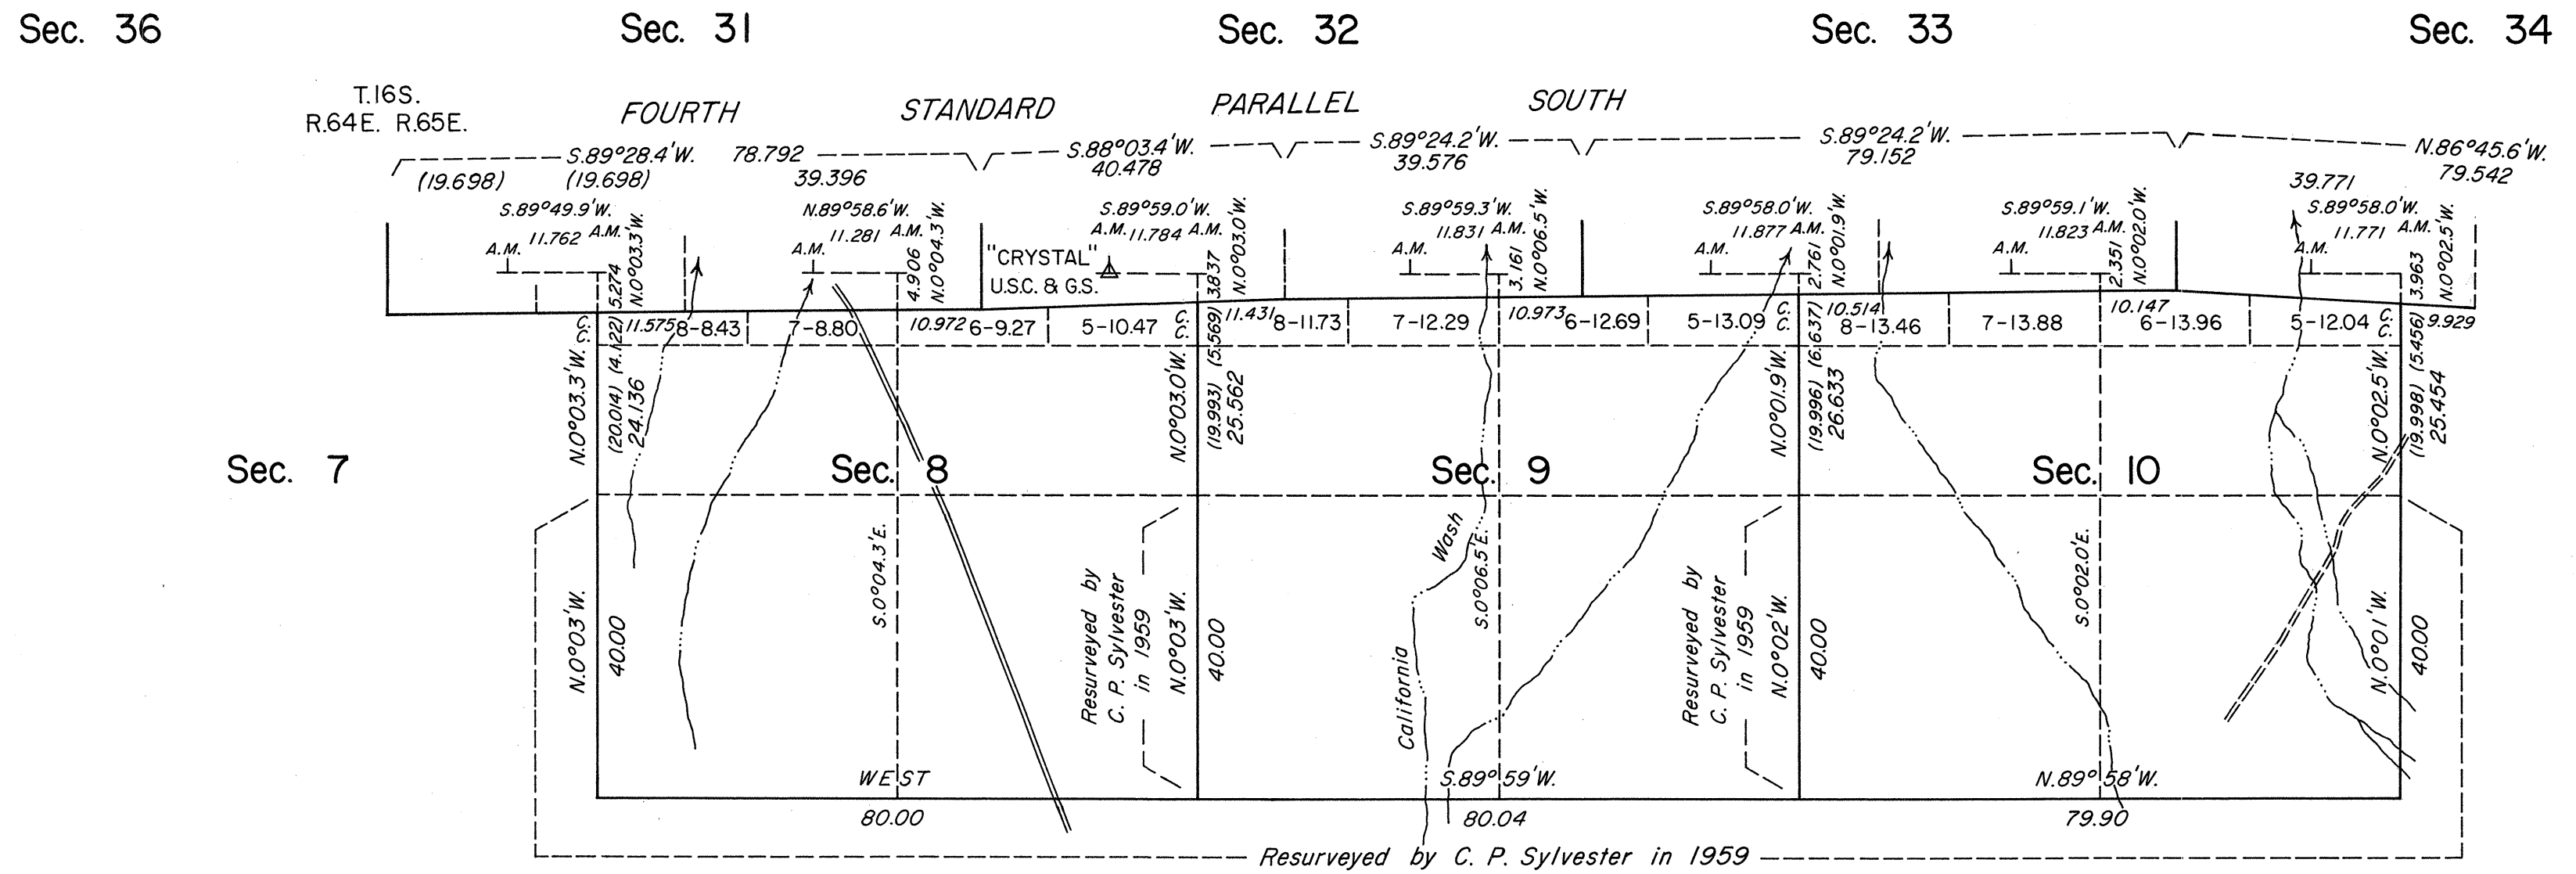 Sec. 36 Sec. 31 Sec. 32 Sec. 33 Sec. 34
T.16S.
R.64E. R.65E.
FOURTH STANDARD PARALLEL SOUTH
S.89°28.4'W. 78.792
(19.698) (19.698) 39.396
S.88°03.4'W.
40.478
S.89°24.2'W.
39.576
S.89°24.2'W.
79.152
N.86°45.6'W.
79.542
39.771
S.89°49.9'W.
A.M. 11.762 A.M.
5.274
N.0°03.3'W.
N.89°58.6'W.
A.M. 11.281 A.M.
4.906
N.0°04.3'W.
"CRYSTAL"
U.S.C. & G.S.
S.89°59.0'W.
A.M. 11.784 A.M.
3.837
N.0°03.0'W.
S.89°59.3'W.
A.M. 11.831 A.M.
3.161
N.0°06.5'W.
S.89°58.0'W.
A.M. 11.877 A.M.
2.761
N.0°01.9'W.
S.89°59.1'W.
A.M. 11.823 A.M.
2.351
N.0°02.0'W.
S.89°58.0'W.
A.M. 11.771 A.M.
3.963
N.0°02.5'W.
C.C. 11.575 8-8.43 7-8.80 10.972 6-9.27 5-10.47 C.C. 11.431 8-11.73 7-12.29 10.973 6-12.69 5-13.09 C.C. 10.514 8-13.46 7-13.88 10.147 6-13.96 5-12.04 C.C. 9.929
N.0°03.3'W.
(20.014) (4.122)
24.136
N.0°03.0'W.
(19.993) (5.569)
25.562
N.0°01.9'W.
(19.996) (6.637)
26.633
N.0°02.5'W.
(19.998) (5.456)
25.454
Sec. 7 Sec. 8 Sec. 9 Sec. 10
N.0°03'W.
40.00
S.0°04.3'E.
Resurveyed by
C. P. Sylvester
in 1959
N.0°03'W.
40.00
California Wash
S.0°06.5'E.
Resurveyed by
C. P. Sylvester
in 1959
N.0°02'W.
40.00
S.0°02.0'E.
N.0°01'W.
40.00
WEST S.89°59'W. N.89°58'W.
80.00 80.04 79.90
Resurveyed by C. P. Sylvester in 1959